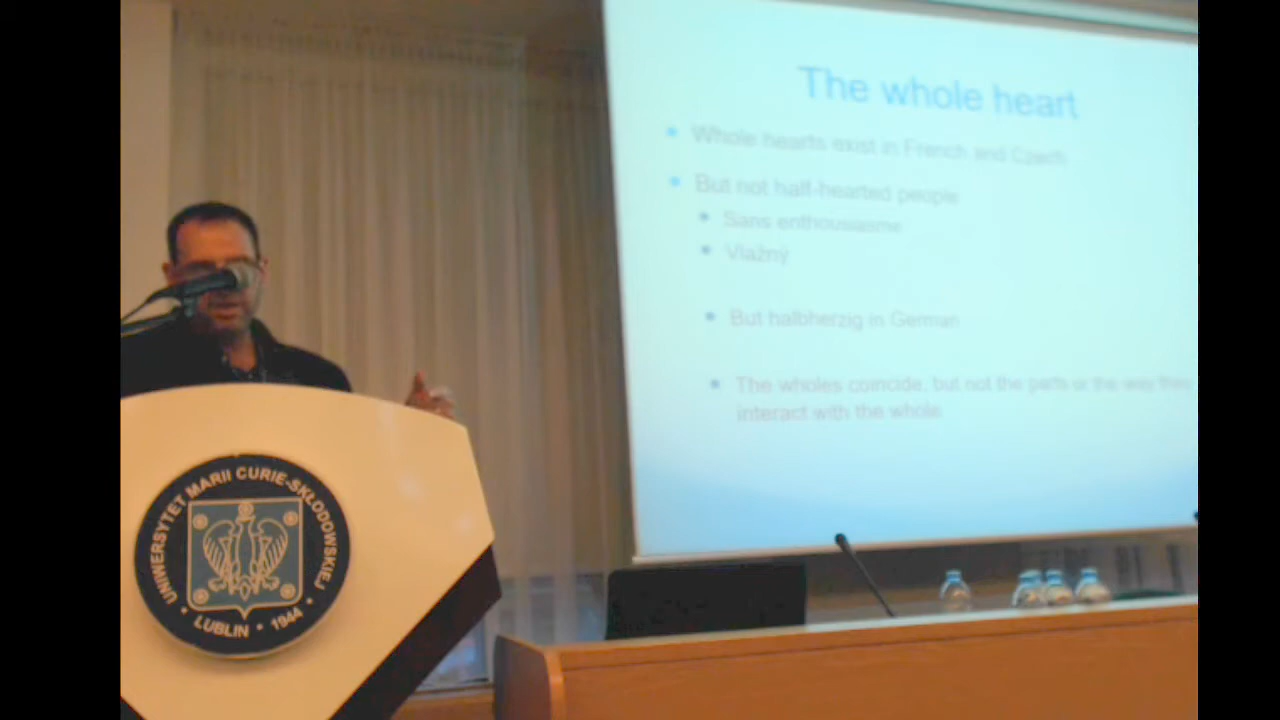 The whole heart
Whole hearts exist in French and Czech
But not half-hearted people
Sans enthousiasme
Vlažný
But halbherzig in German
The wholes coincide, but not the parts or the way they
interact with the whole
UNIWERSYTET MARII CURIE-SKŁODOWSKIEJ
LUBLIN • 1944